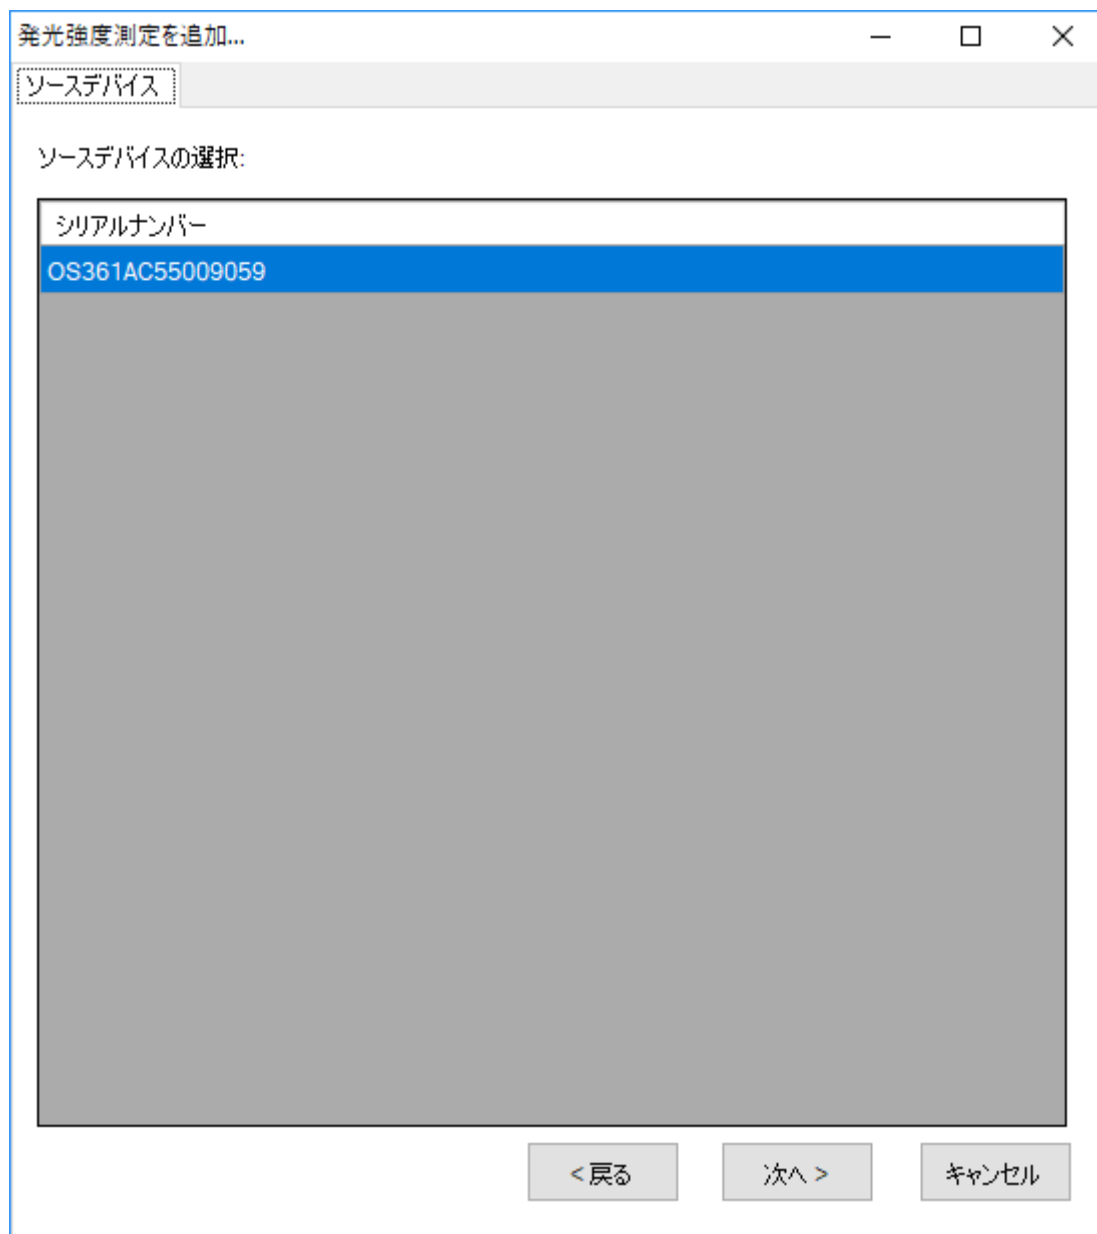 発光強度測定を追加...
ソースデバイス
ソースデバイスの選択:
シリアルナンバー
OS361AC55009059
< 戻る 次へ > キャンセル